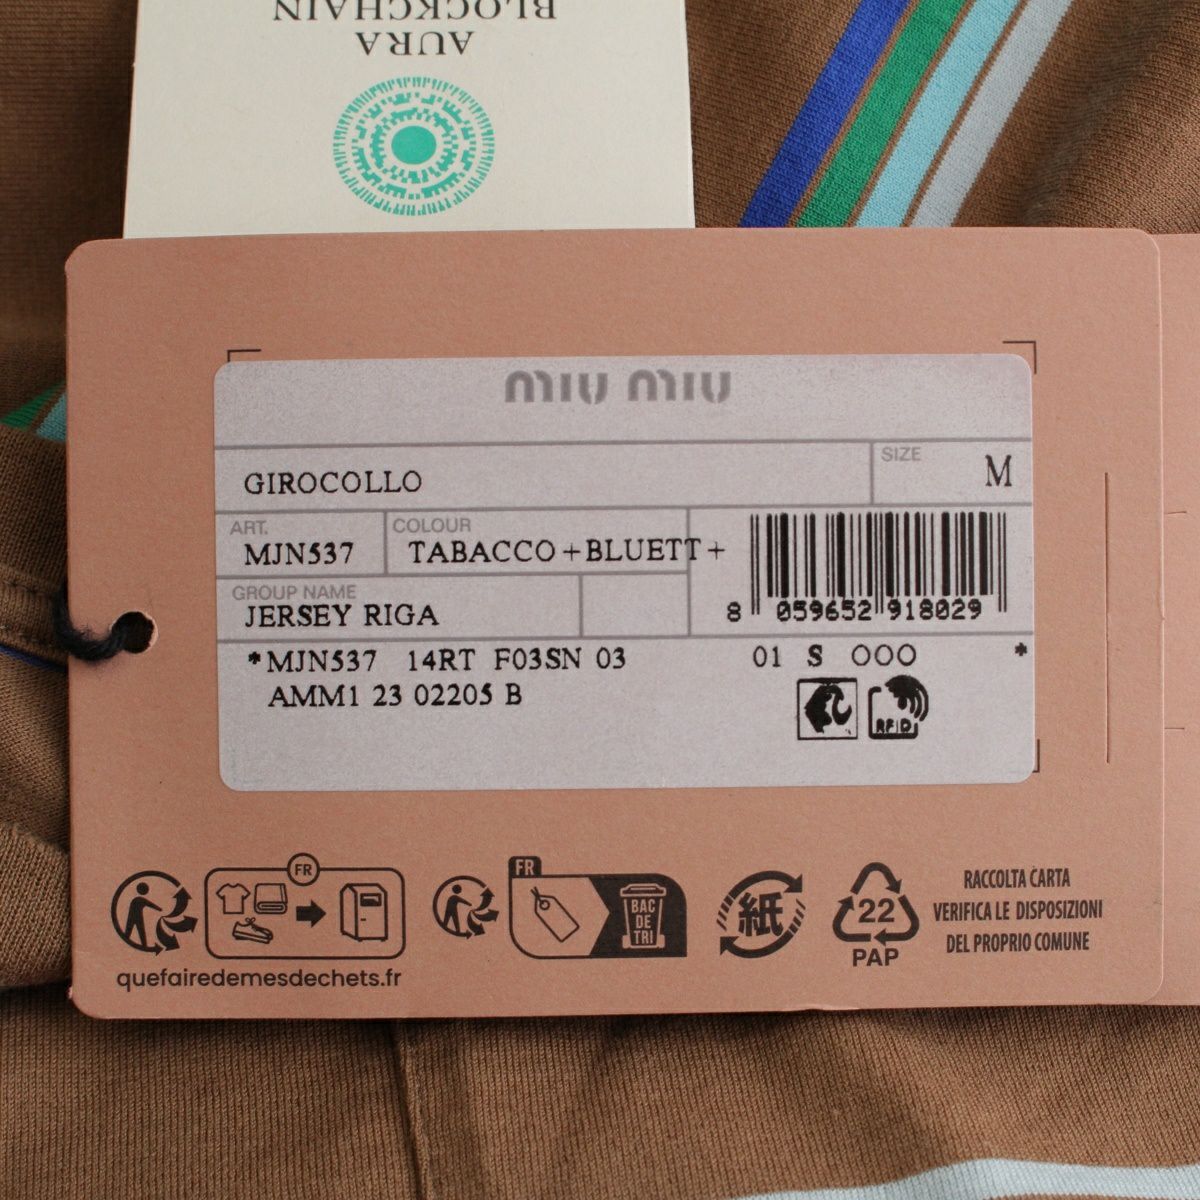 AURA
BLOCKCHAIN
MIU MIU
GIROCOLLO
SIZE
M
ART.
MJN537
COLOUR
TABACCO+BLUETT+
GROUP NAME
JERSEY RIGA
8 059652 918029
*MJN537 14RT F03SN 03 01 S 000 *
AMM1 23 02205 B
RFID
FR
quefairedemesdechets.fr
FR
BAC
DE
TRI
紙
22
PAP
RACCOLTA CARTA
VERIFICA LE DISPOSIZIONI
DEL PROPRIO COMUNE